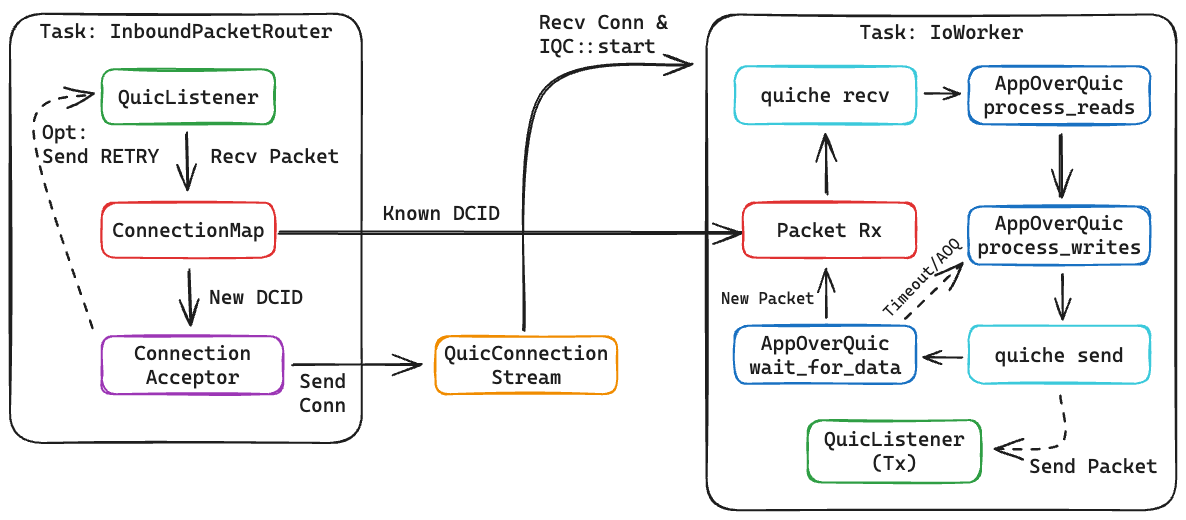 Task: InboundPacketRouter
QuicListener
Opt:
Send RETRY
Recv Packet
ConnectionMap
New DCID
Connection
Acceptor
Send
Conn
QuicConnection
Stream
Known DCID
Recv Conn &
IQC::start
Task: IoWorker
quiche recv
AppOverQuic
process_reads
Packet Rx
AppOverQuic
process_writes
New Packet
Timeout/AOQ
AppOverQuic
wait_for_data
quiche send
QuicListener
(Tx)
Send Packet